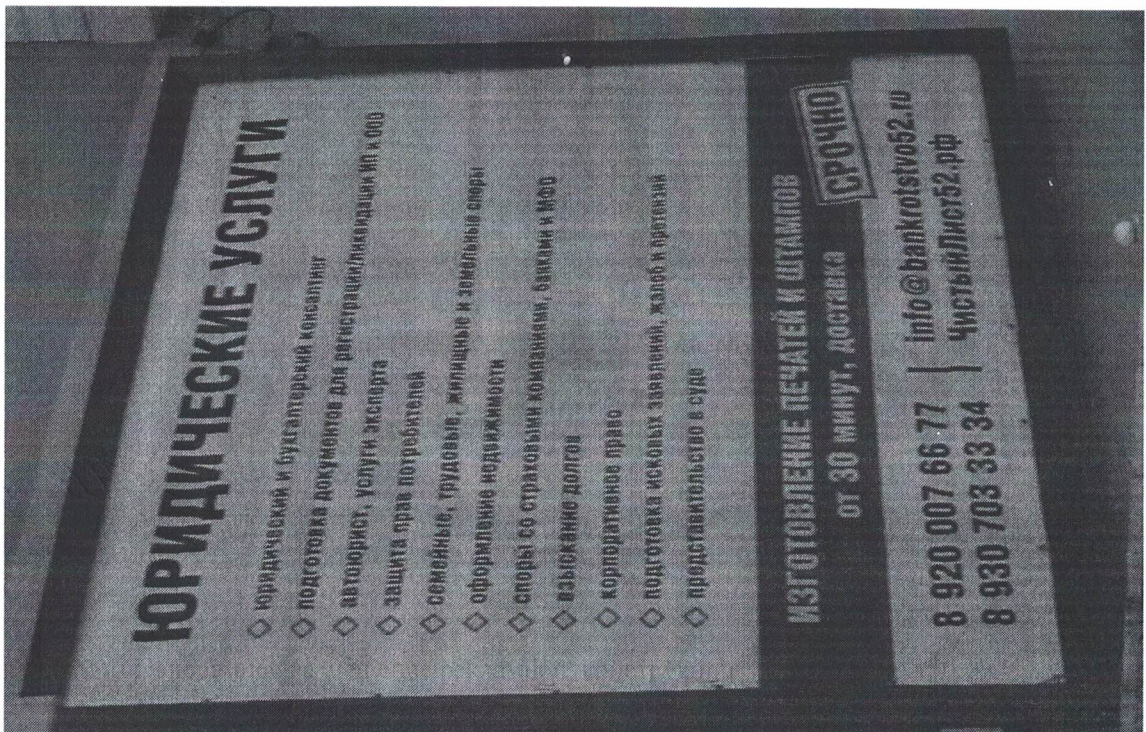 ЮРИДИЧЕСКИЕ УСЛУГИ
юридический и бухгалтерский консалтинг
подготовка документов для регистрации/ликвидации ИП и ООО
автоюрист, услуги эксперта
защита прав потребителей
семейные, трудовые, жилищные и земельные споры
оформление недвижимости
споры со страховыми компаниями, банками и МФО
взыскание долгов
корпоративное право
подготовка исковых заявлений, жалоб и претензий
представительство в суде
ИЗГОТОВЛЕНИЕ ПЕЧАТЕЙ И ШТАМПОВ
от 30 минут, доставка
СРОЧНО
8 920 007 66 77 | info@bankrotstvo52.ru
8 930 703 33 34 | ЧистыйЛист52.рф